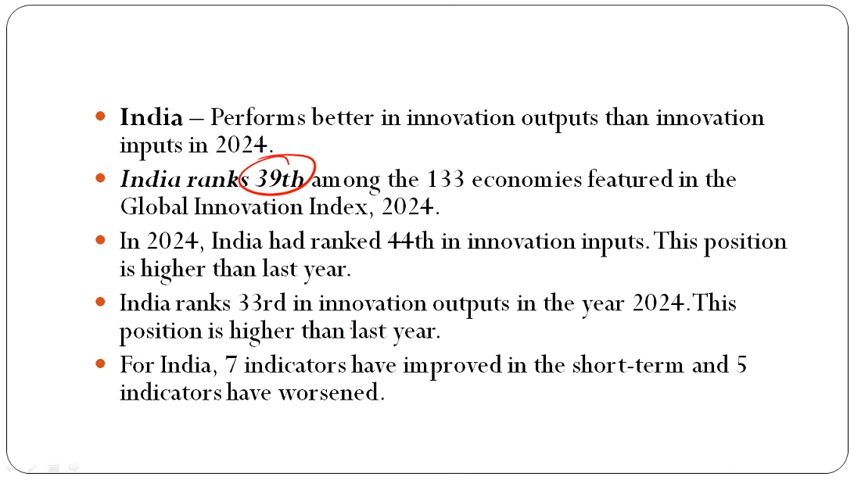 India – Performs better in innovation outputs than innovation
inputs in 2024.
India ranks 39th among the 133 economies featured in the
Global Innovation Index, 2024.
In 2024, India had ranked 44th in innovation inputs. This position
is higher than last year.
India ranks 33rd in innovation outputs in the year 2024. This
position is higher than last year.
For India, 7 indicators have improved in the short-term and 5
indicators have worsened.